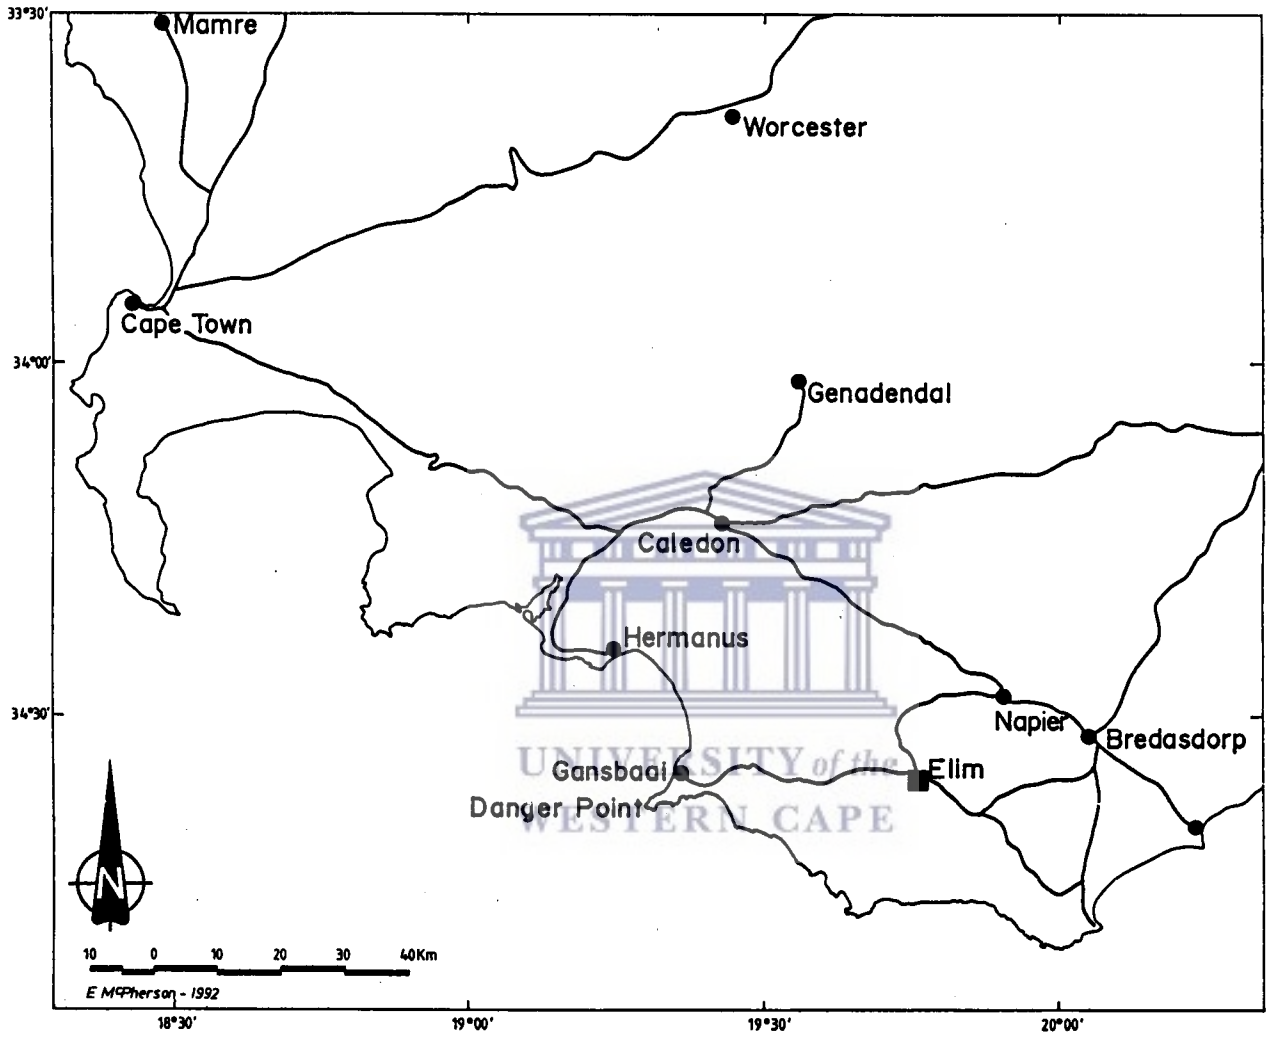 33°30'
Mamre
Worcester
Cape Town
34°00'
Genadendal
Caledon
Hermanus
34°30'
Napier
Bredasdorp
UNIVERSITY of the
Gansbaai
Elim
Danger Point
WESTERN CAPE
N
10 0 10 20 30 40 Km
E McPherson - 1992
18°30' 19°00' 19°30' 20°00'